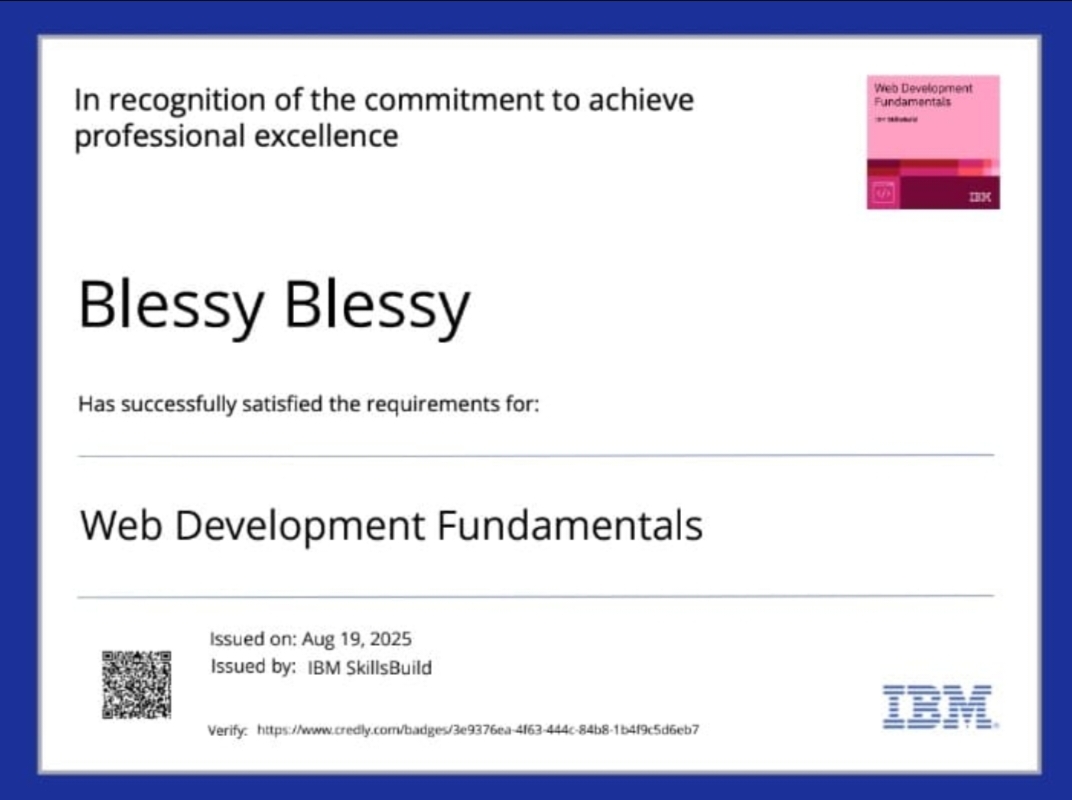 In recognition of the commitment to achieve
professional excellence
Web Development
Fundamentals
IBM SkillsBuild
IBM
Blessy Blessy
Has successfully satisfied the requirements for:
Web Development Fundamentals
Issued on: Aug 19, 2025
Issued by: IBM SkillsBuild
Verify: https://www.credly.com/badges/3e9376ea-4f63-444c-84b8-1b4f9c5d6eb7
IBM